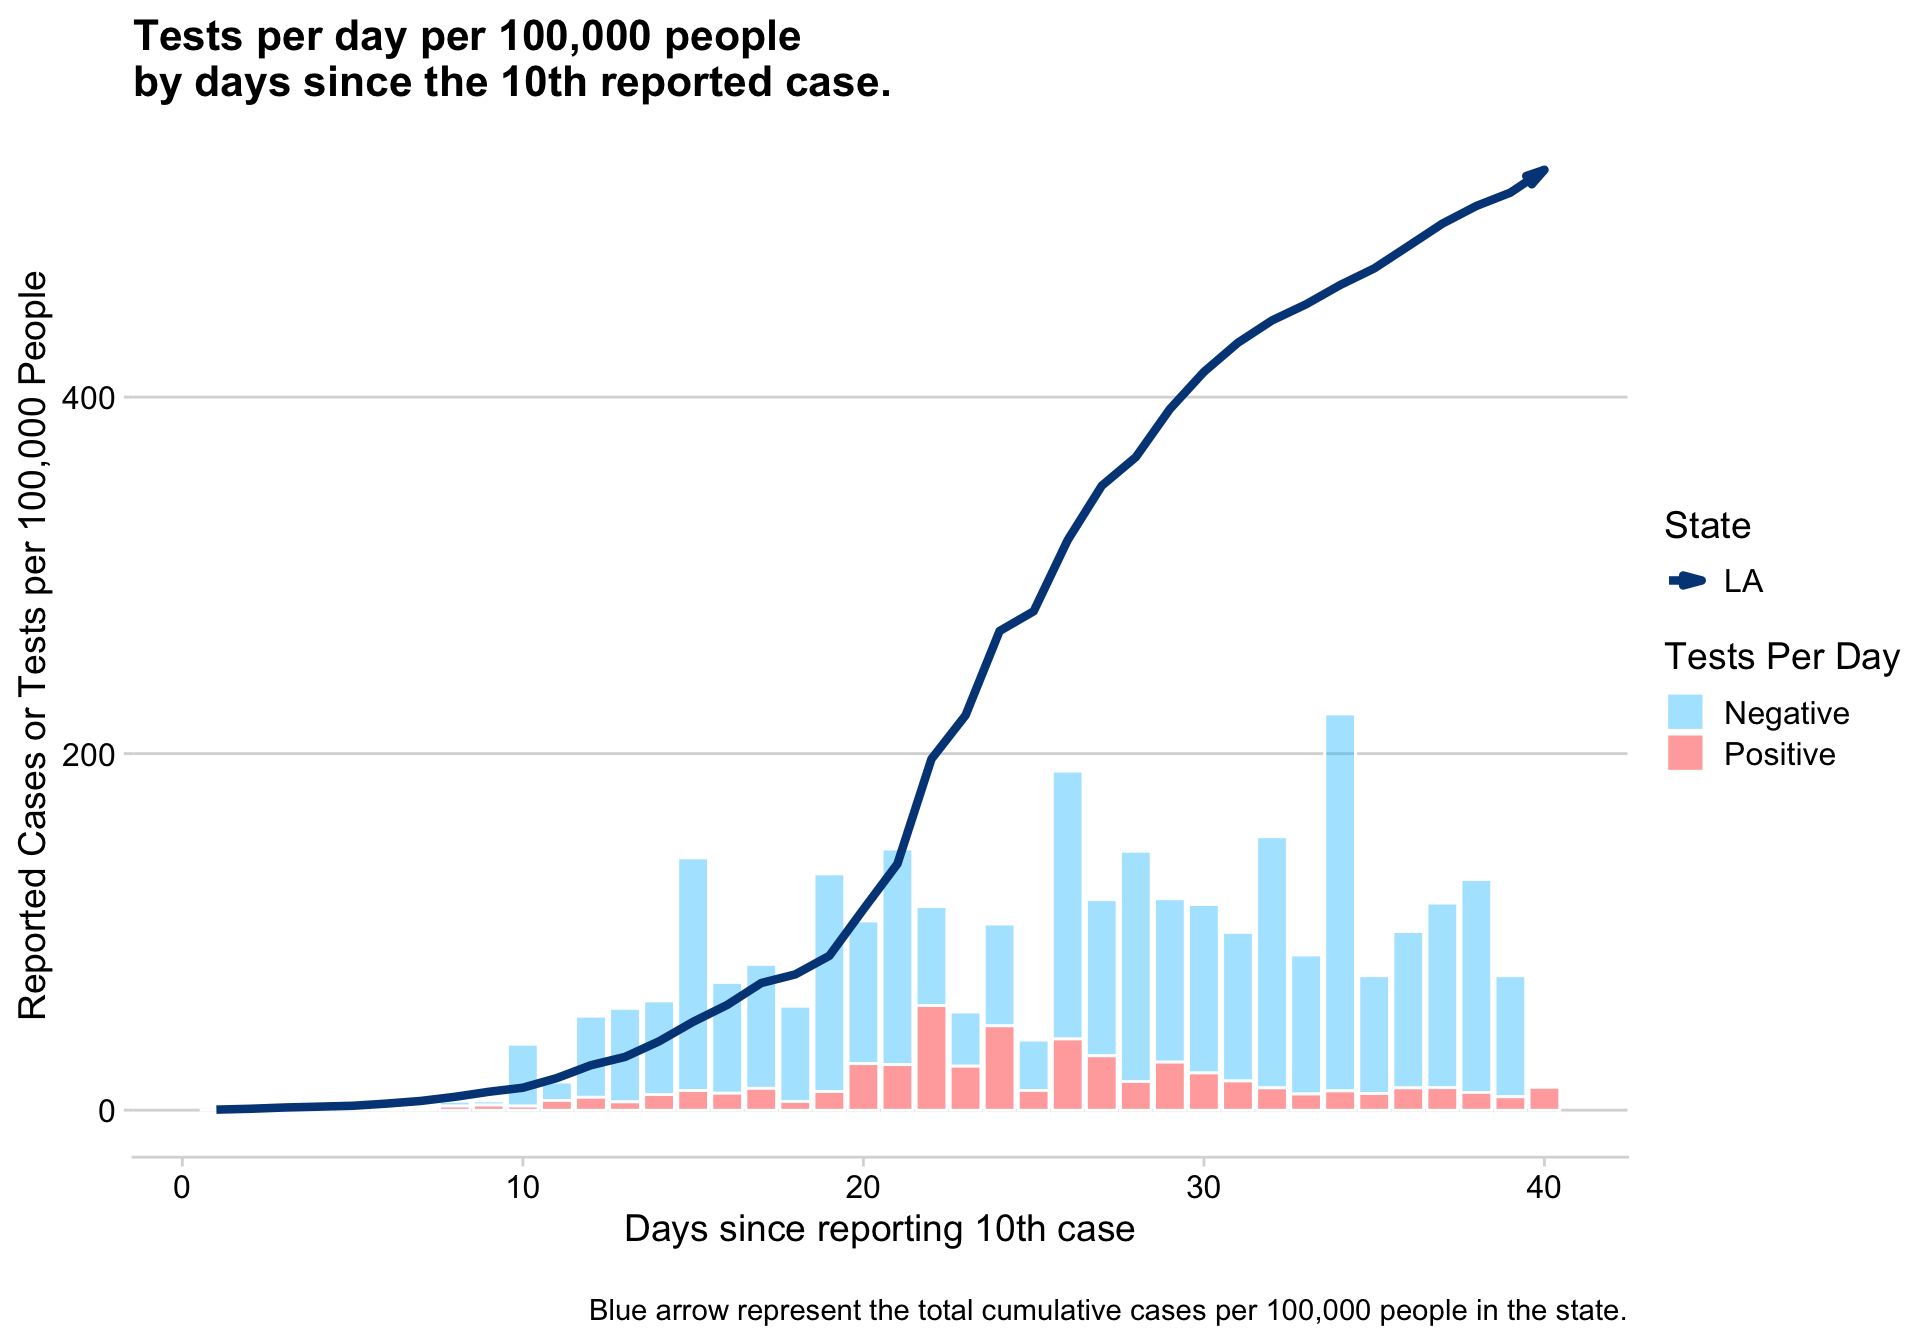 Tests per day per 100,000 people
by days since the 10th reported case.
Reported Cases or Tests per 100,000 People
400
200
0
0
10
20
30
40
Days since reporting 10th case
State
LA
Tests Per Day
Negative
Positive
Blue arrow represent the total cumulative cases per 100,000 people in the state.